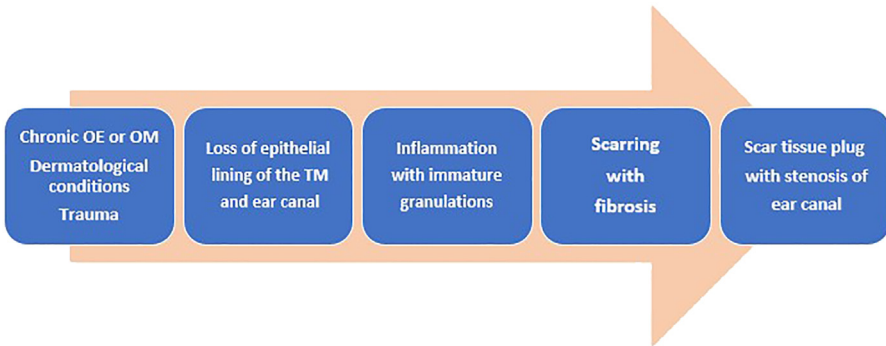 Chronic OE or OM
Dermatological
conditions
Trauma
Loss of epithelial
lining of the TM
and ear canal
Inflammation
with immature
granulations
Scarring
with
fibrosis
Scar tissue plug
with stenosis of
ear canal